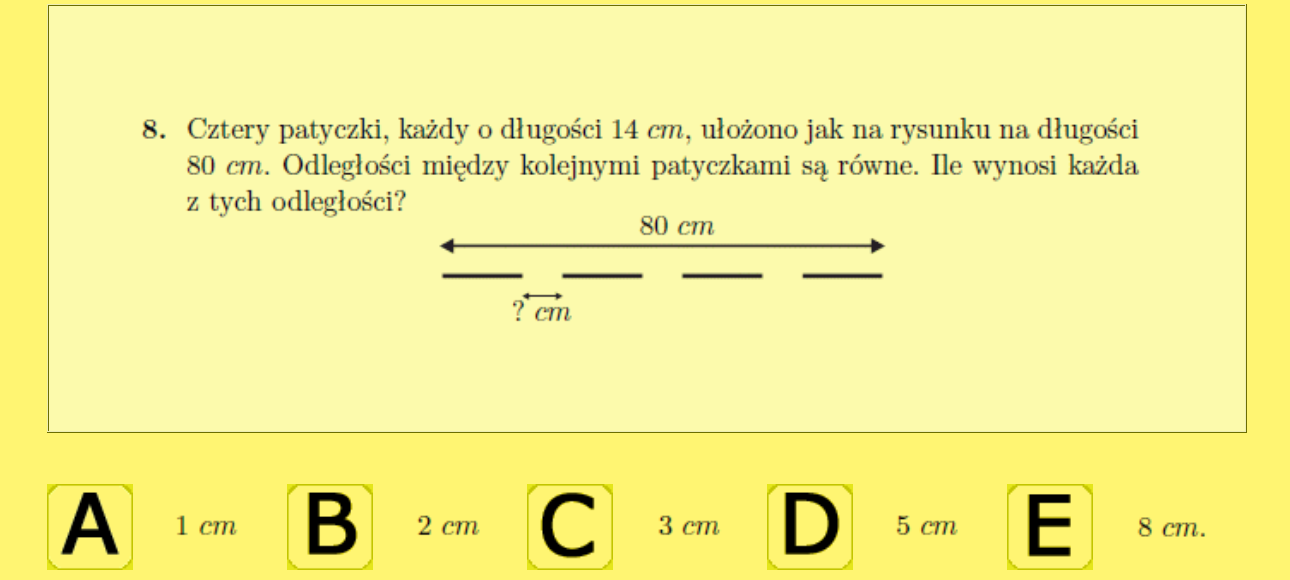 8. Cztery patyczki, każdy o długości 14 cm, ułożono jak na rysunku na długości
80 cm. Odległości między kolejnymi patyczkami są równe. Ile wynosi każda
z tych odległości?
80 cm
? cm
A 1 cm B 2 cm C 3 cm D 5 cm E 8 cm.